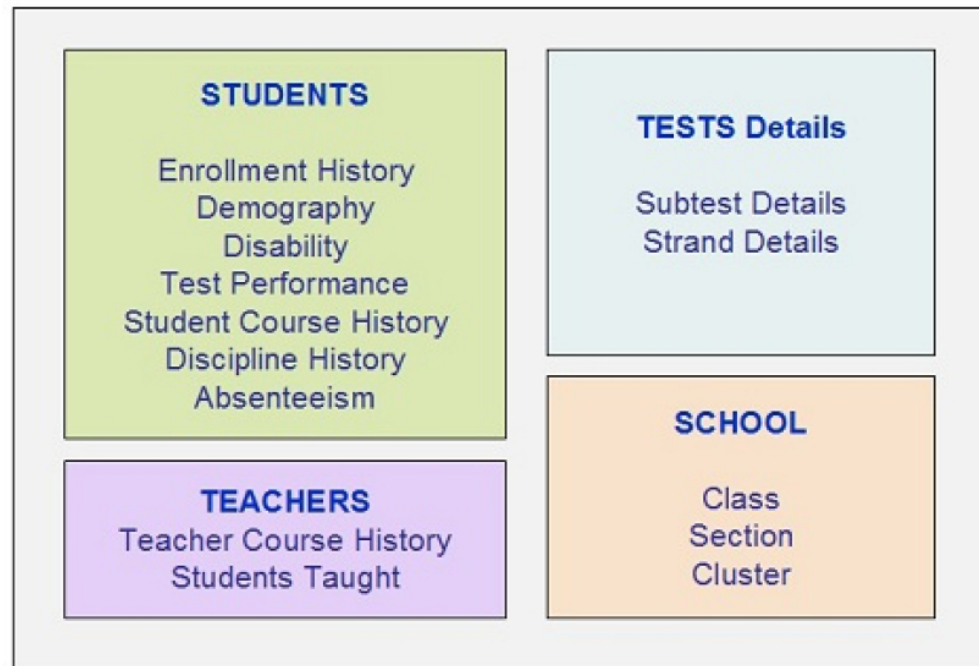 STUDENTS
Enrollment History
Demography
Disability
Test Performance
Student Course History
Discipline History
Absenteeism
TEACHERS
Teacher Course History
Students Taught
TESTS Details
Subtest Details
Strand Details
SCHOOL
Class
Section
Cluster